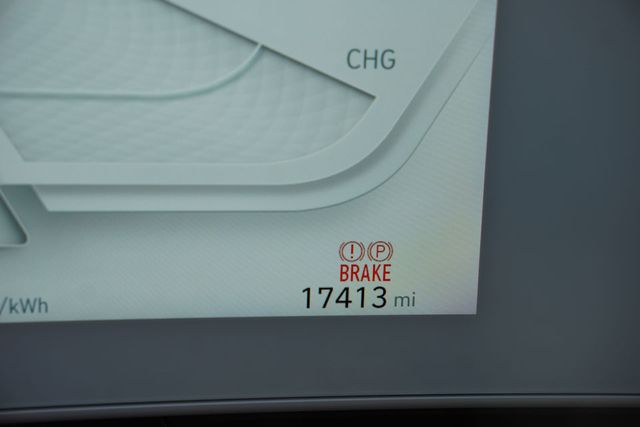 CHG
(!) (P)
BRAKE
17413 mi
/kWh